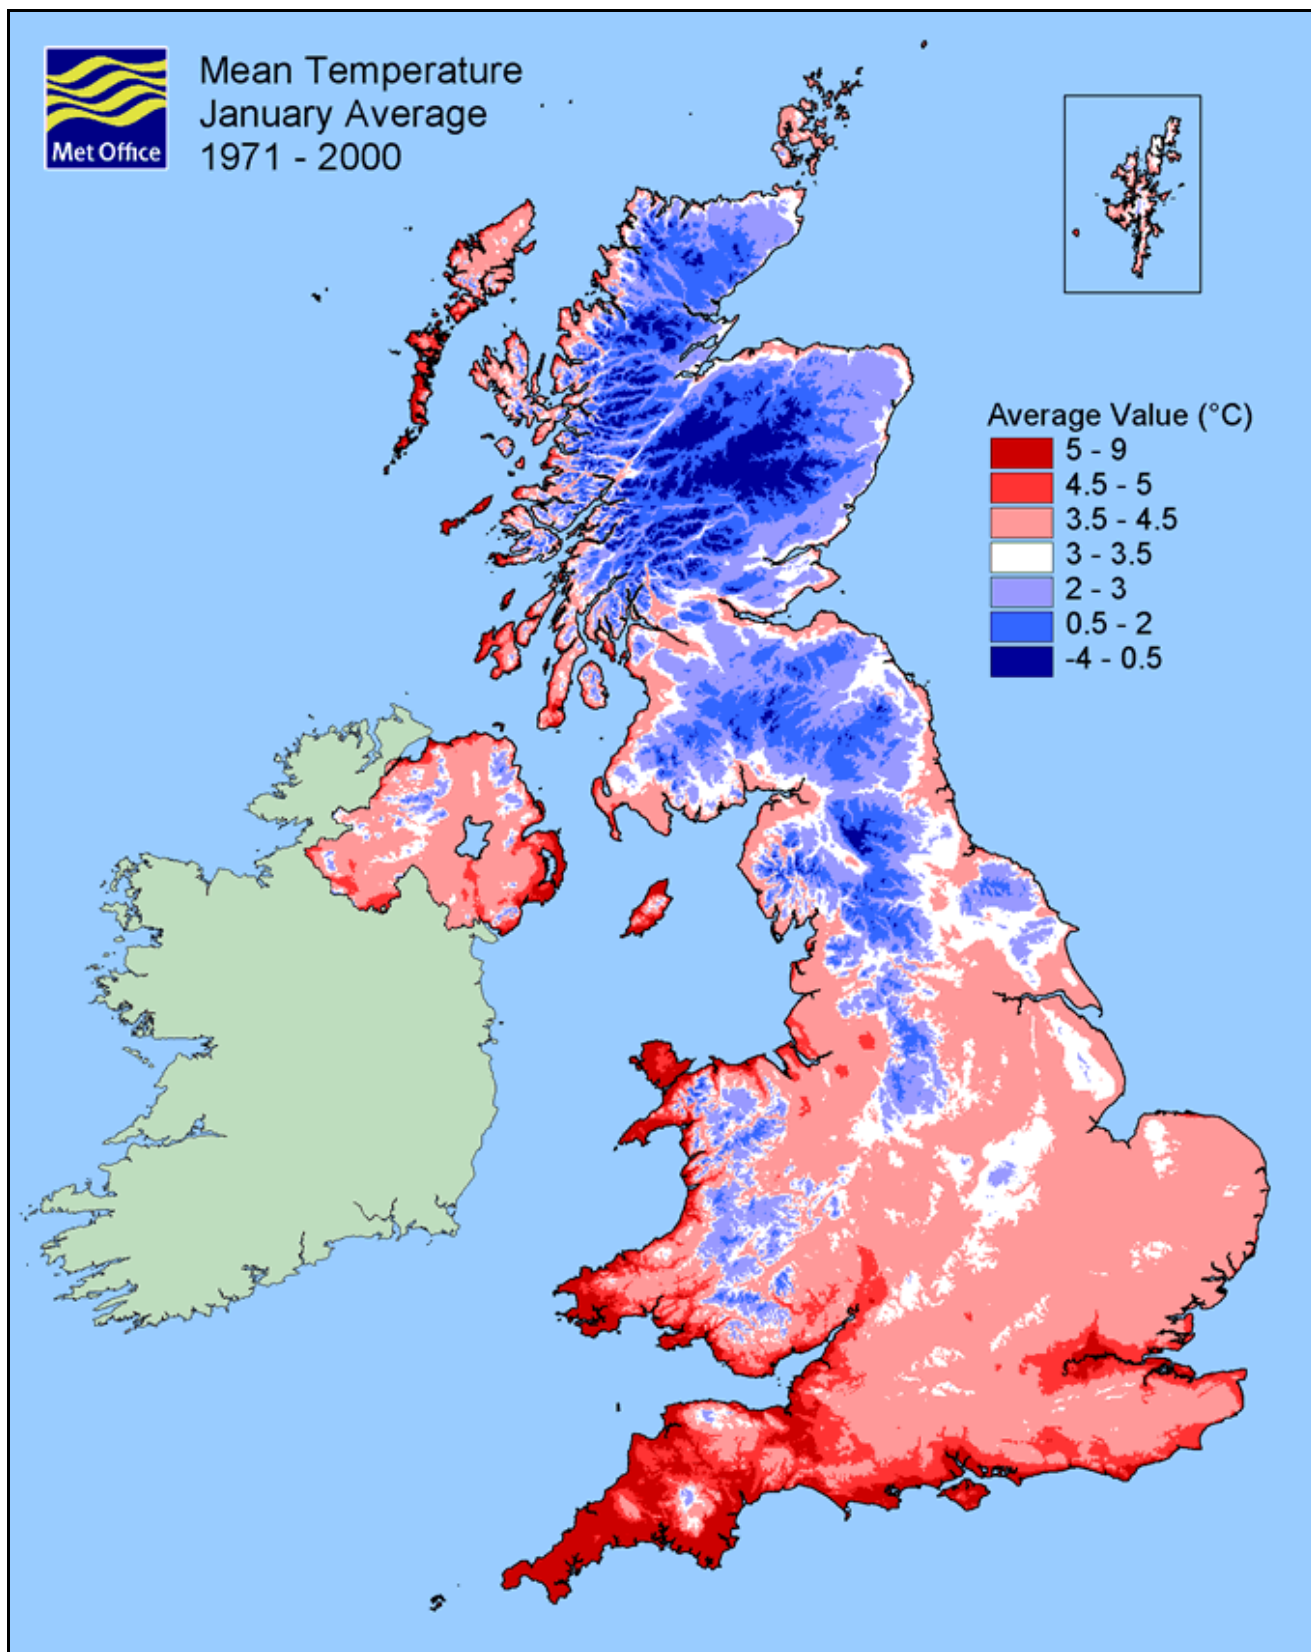 Met Office
Mean Temperature
January Average
1971 - 2000
Average Value (°C)
5 - 9
4.5 - 5
3.5 - 4.5
3 - 3.5
2 - 3
0.5 - 2
-4 - 0.5